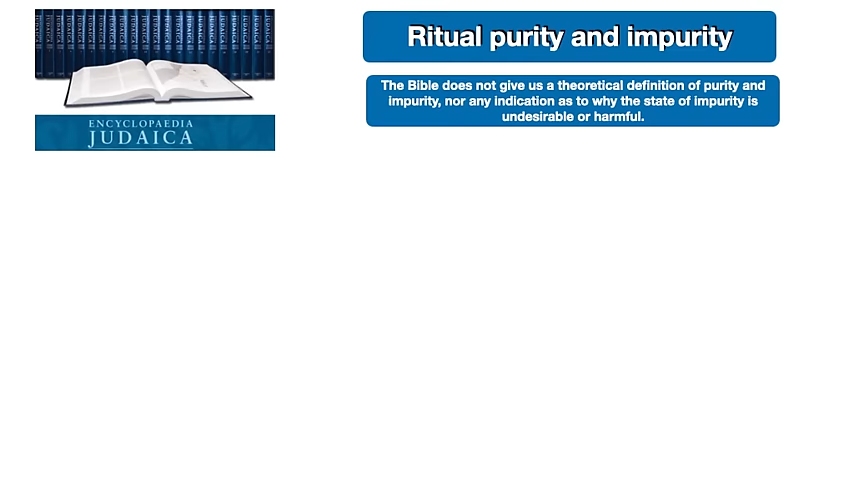 ENCYCLOPAEDIA
JUDAICA
Ritual purity and impurity
The Bible does not give us a theoretical definition of purity and
impurity, nor any indication as to why the state of impurity is
undesirable or harmful.